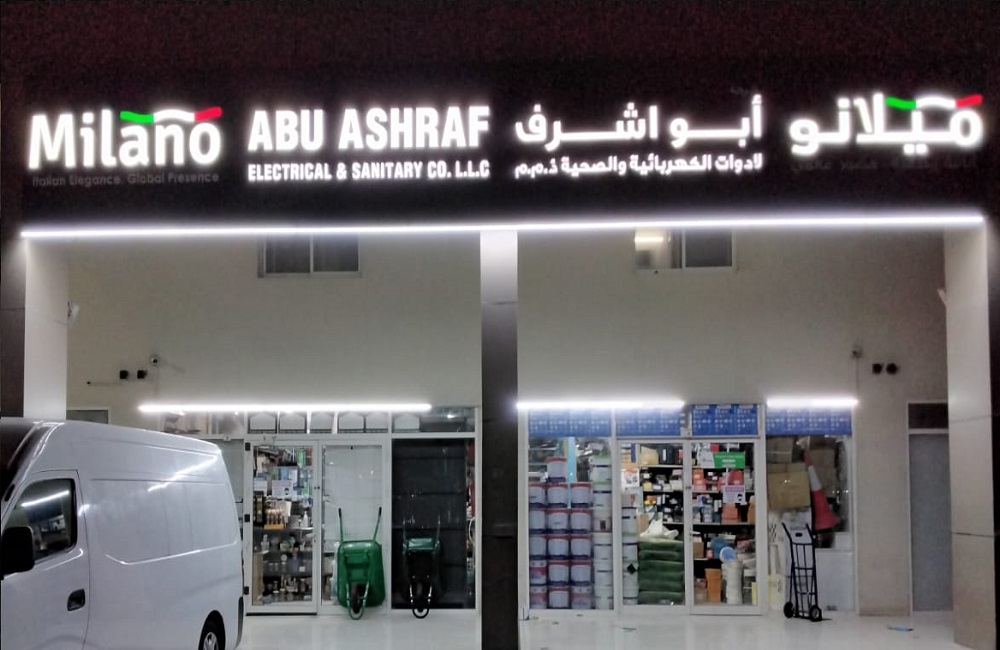 Milano
Italian Elegance. Global Presence
ABU ASHRAF
ELECTRICAL & SANITARY CO. L.L.C
أبو اشرف
لادوات الكهربائية والصحية ذ.م.م
ميلانو